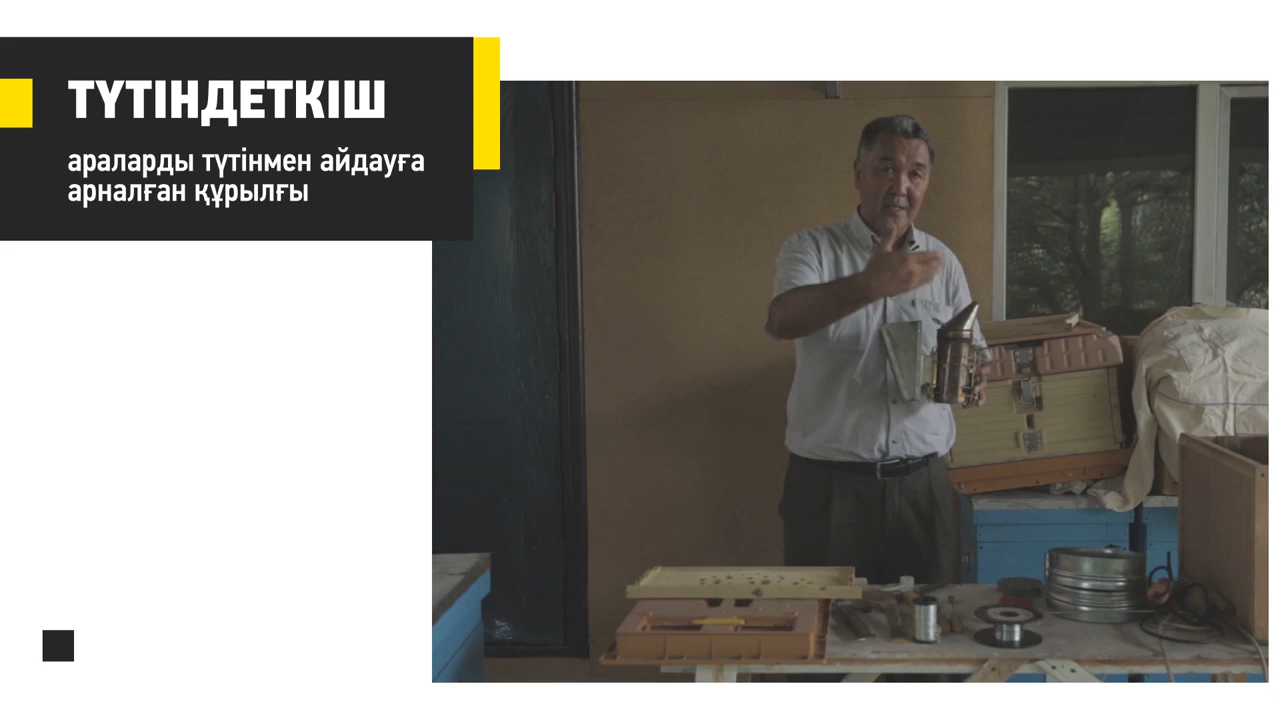 ТҮТІНДЕТКІШ
араларды түтінмен айдауға
арналған құрылғы